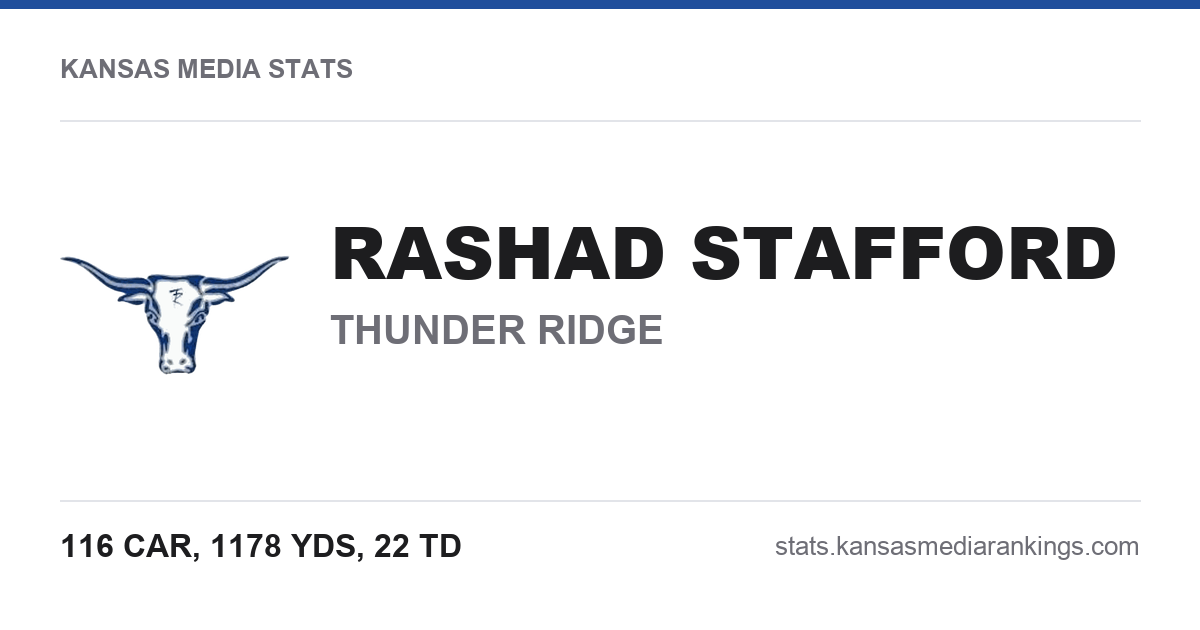 KANSAS MEDIA STATS
RASHAD STAFFORD
THUNDER RIDGE
116 CAR, 1178 YDS, 22 TD
stats.kansasmediarankings.com